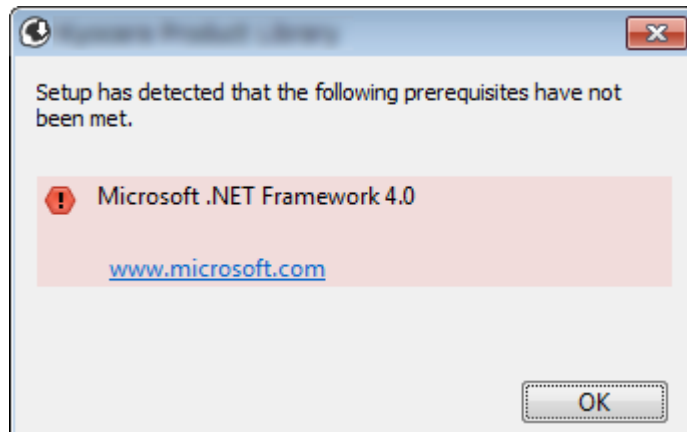 Setup has detected that the following prerequisites have not
been met.
Microsoft .NET Framework 4.0
www.microsoft.com
OK